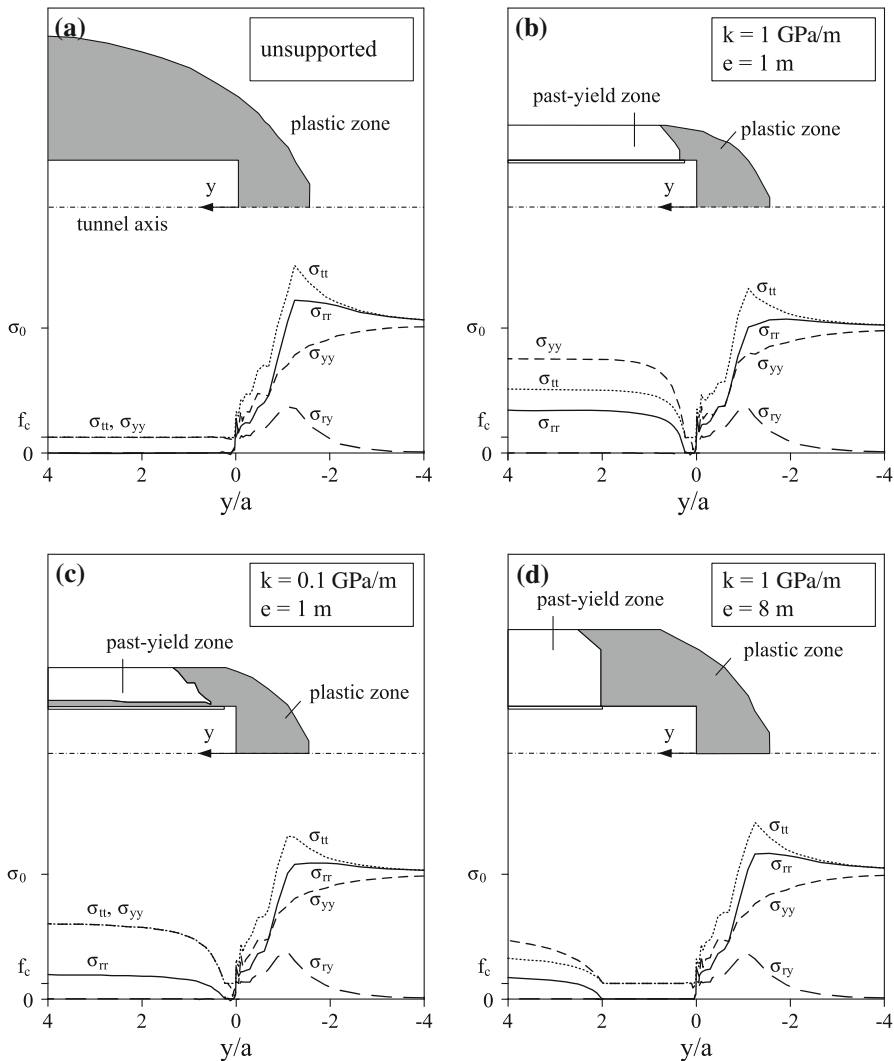 (a)
unsupported
plastic zone
y
tunnel axis
σtt
σrr
σyy
σry
σ0
fc
σtt, σyy
0
4
2
0
-2
-4
y/a
(b)
k = 1 GPa/m
e = 1 m
past-yield zone
plastic zone
y
σtt
σrr
σyy
σry
σ0
σyy
σtt
fc
σrr
0
4
2
0
-2
-4
y/a
(c)
k = 0.1 GPa/m
e = 1 m
past-yield zone
plastic zone
y
σtt
σrr
σyy
σry
σ0
σtt, σyy
fc
σrr
0
4
2
0
-2
-4
y/a
(d)
k = 1 GPa/m
e = 8 m
past-yield zone
plastic zone
y
σtt
σrr
σyy
σry
σ0
fc
0
4
2
0
-2
-4
y/a